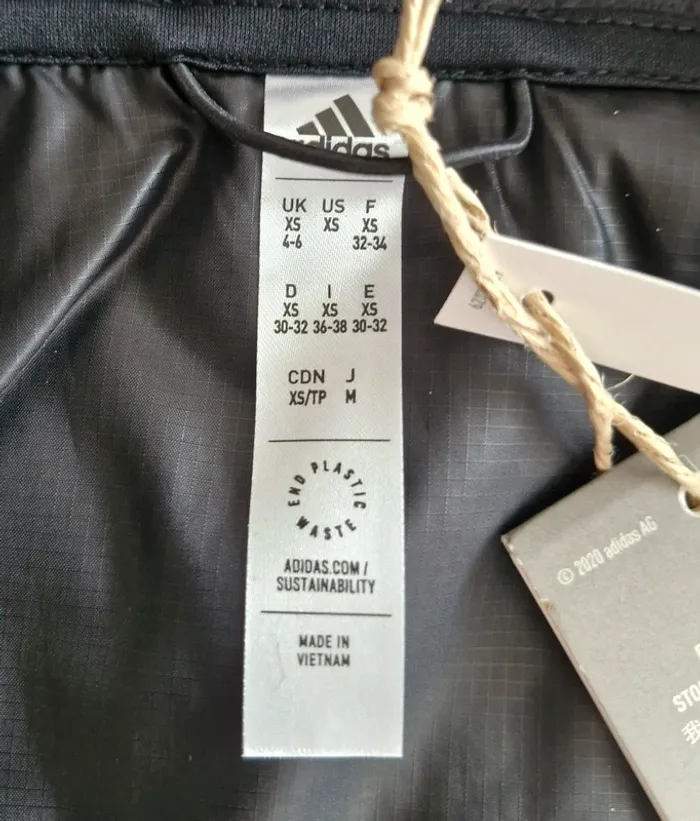 adidas
UK US F
XS XS XS
4-6 32-34
D I E
XS XS XS
30-32 36-38 30-32
CDN J
XS/TP M
END PLASTIC
WASTE
ADIDAS.COM/
SUSTAINABILITY
MADE IN
VIETNAM
© 2020 adidas AG
我